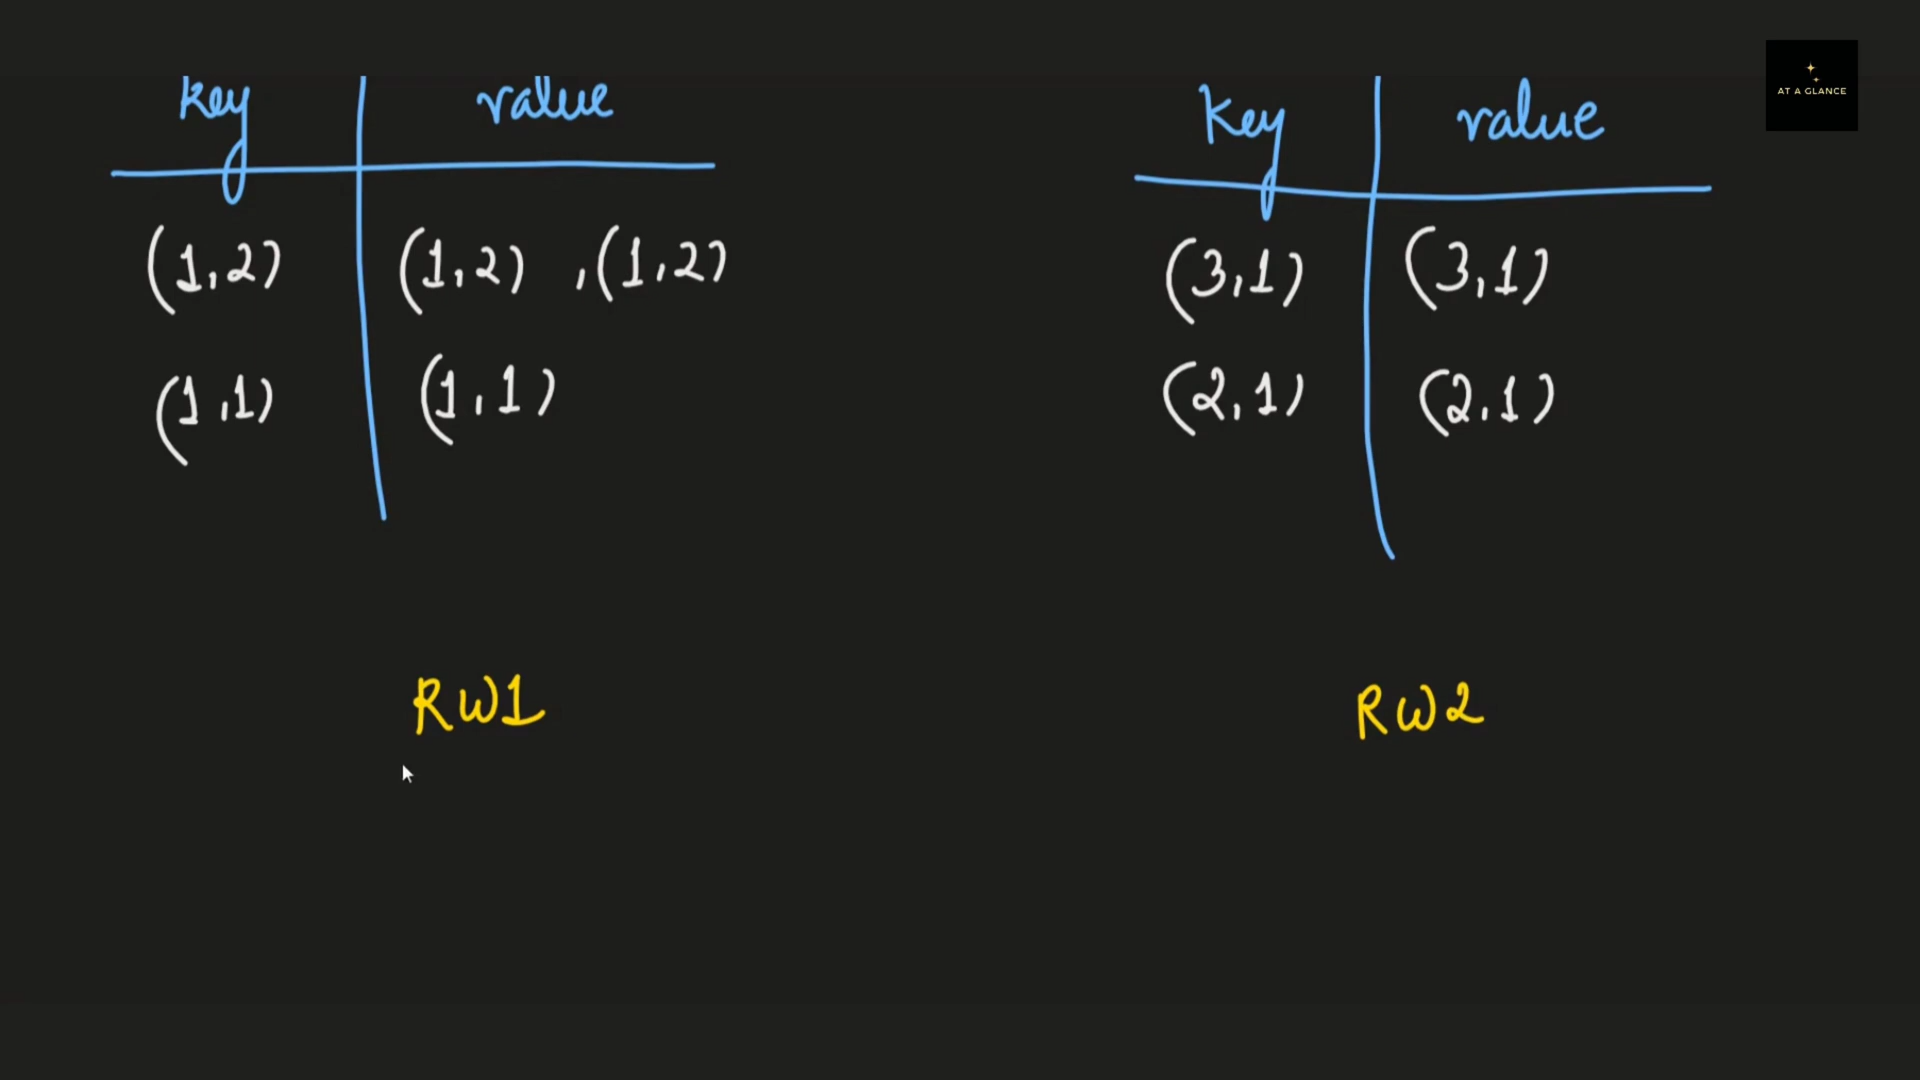 key value
(1,2) (1,2) ,(1,2)
(1,1) (1,1)
RW1
Key value
(3,1) (3,1)
(2,1) (2,1)
RW2
AT A GLANCE